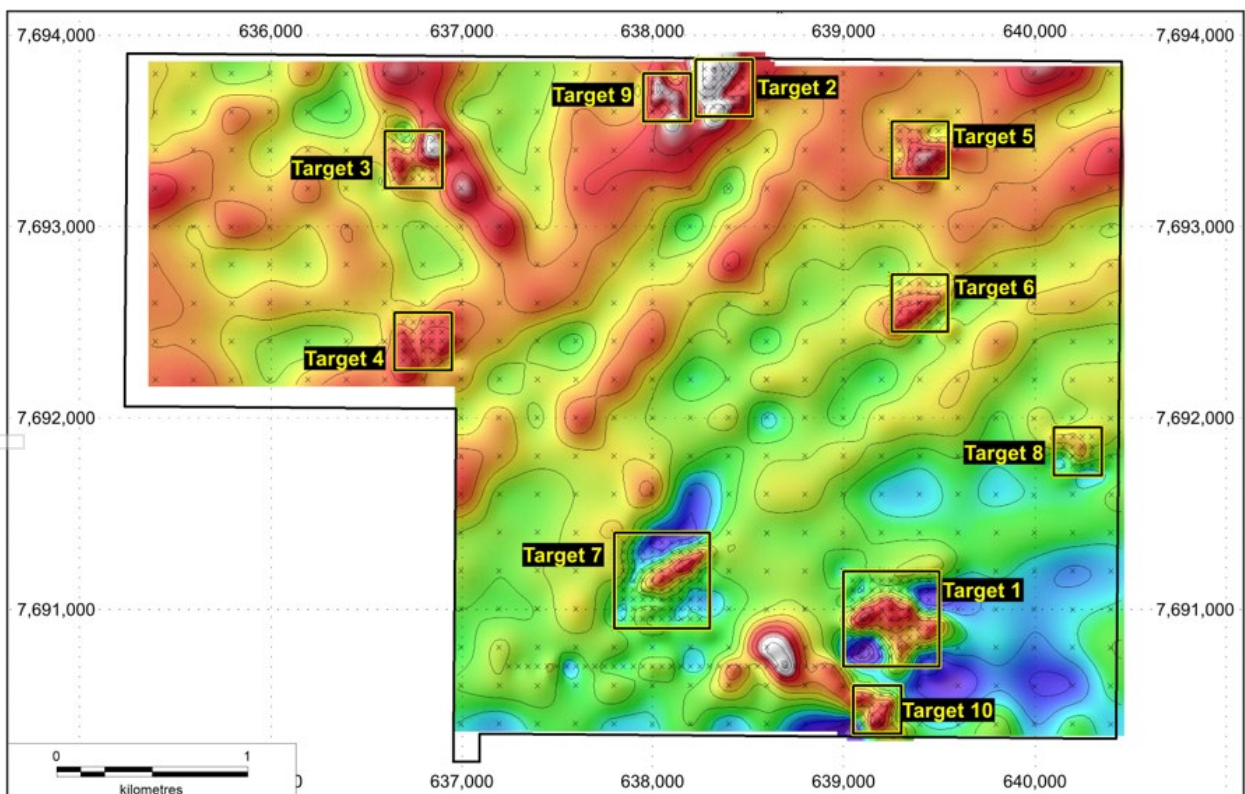 636,000 637,000 638,000 639,000 640,000
7,694,000 7,694,000
Target 9 Target 2
Target 5
Target 3
7,693,000 7,693,000
Target 6
Target 4
7,692,000 7,692,000
Target 8
Target 7
Target 1
7,691,000 7,691,000
Target 10
0 1
kilometres
0 637,000 638,000 639,000 640,000